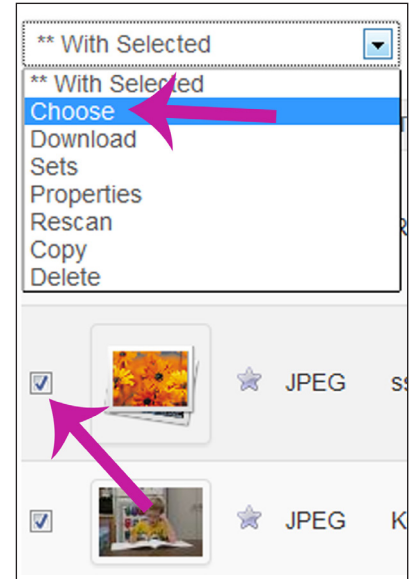 ** With Selected
** With Selected
Choose
Download
Sets
Properties
Rescan
Copy
Delete
JPEG
JPEG K